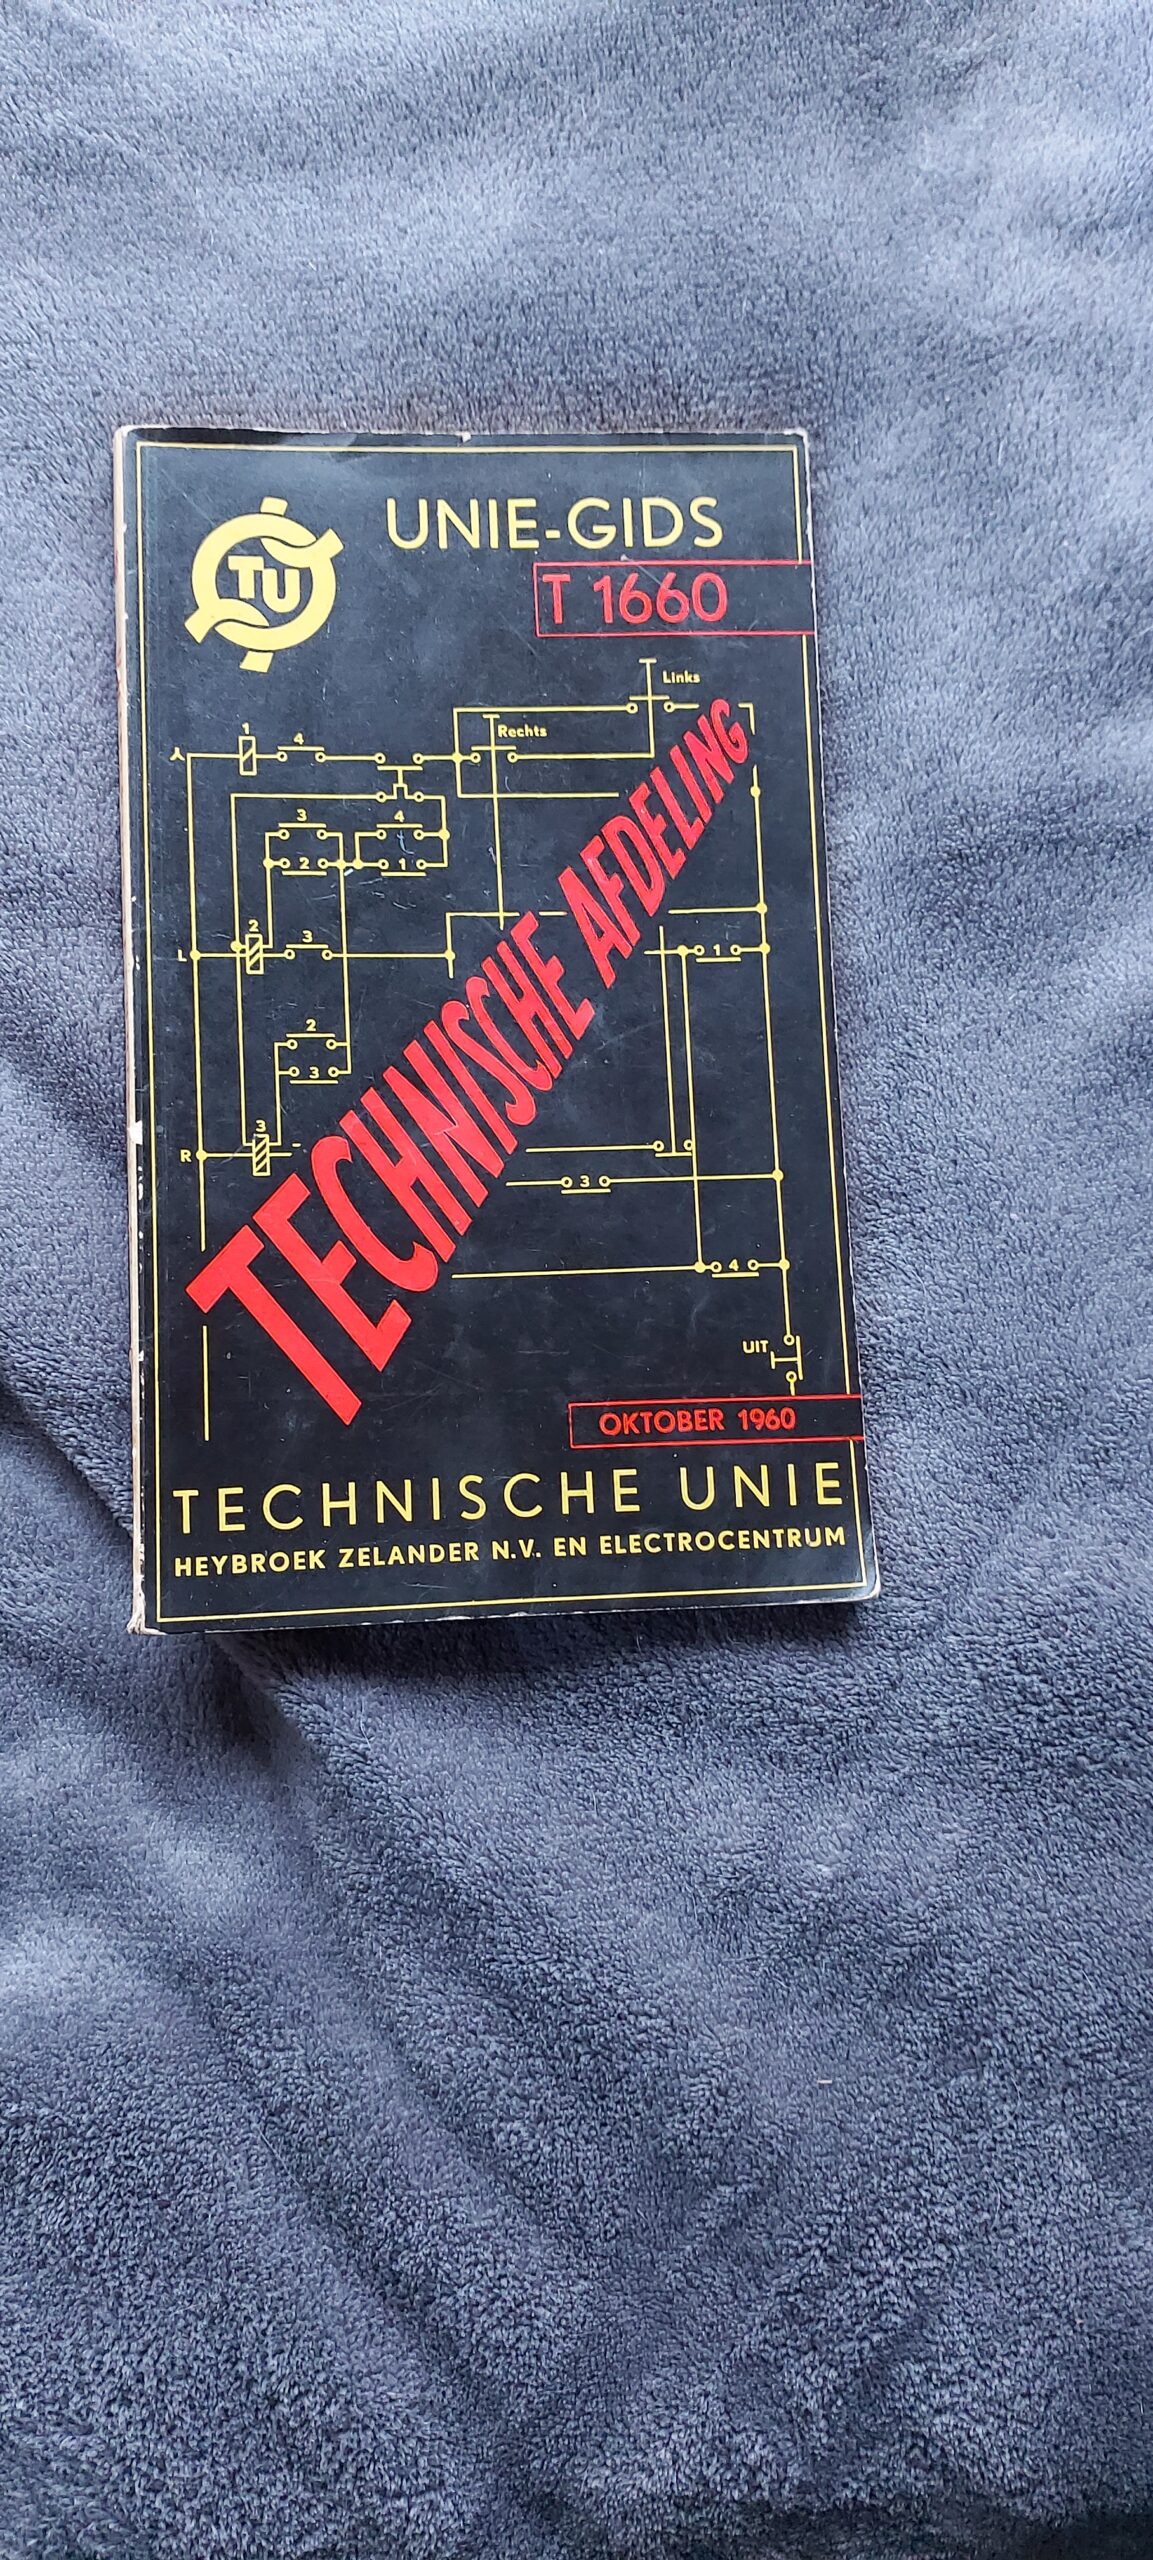 TU
UNIE-GIDS
T 1660
Links
Rechts
1
4
3
4
2
1
2
L
3
1
2
3
3
R
3
4
TECHNISCHE AFDELING
UIT
OKTOBER 1960
TECHNISCHE UNIE
HEYBROEK ZELANDER N.V. EN ELECTROCENTRUM